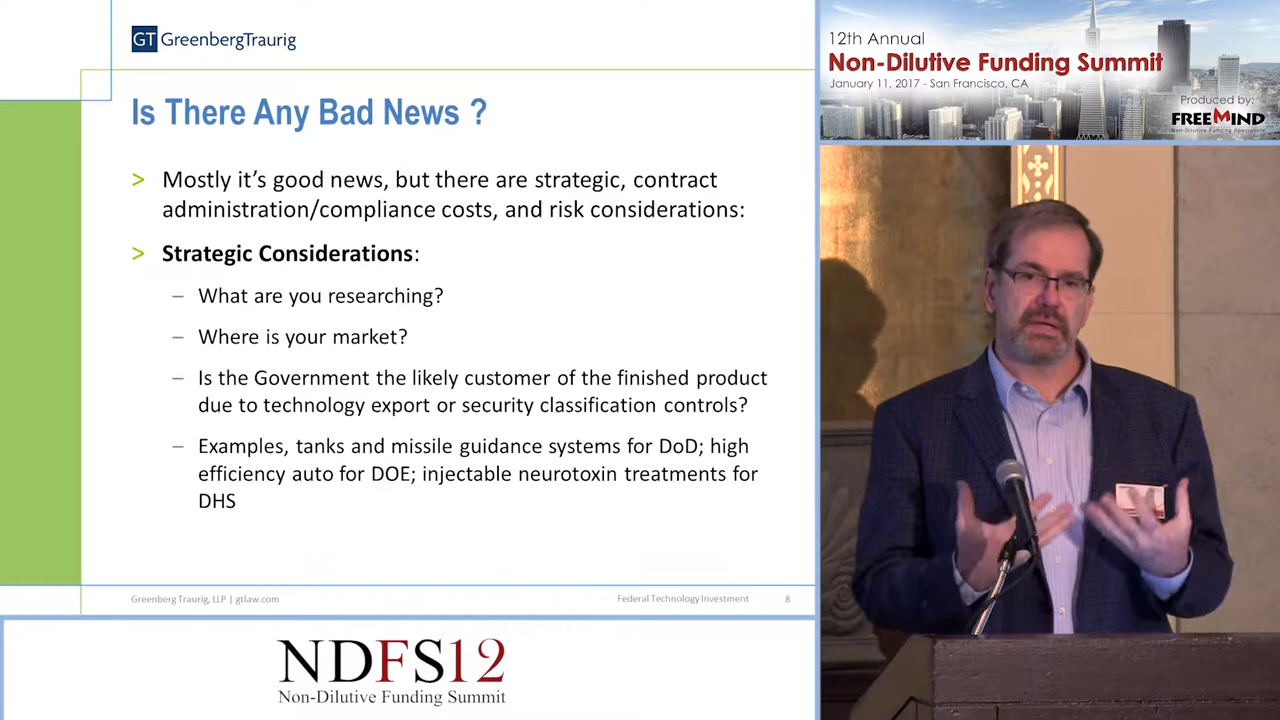 GT GreenbergTraurig
Is There Any Bad News ?
> Mostly it's good news, but there are strategic, contract
administration/compliance costs, and risk considerations:
> Strategic Considerations:
– What are you researching?
– Where is your market?
– Is the Government the likely customer of the finished product
due to technology export or security classification controls?
– Examples, tanks and missile guidance systems for DoD; high
efficiency auto for DOE; injectable neurotoxin treatments for
DHS
Greenberg Traurig, LLP | gtlaw.com
Federal Technology Investment
8
12th Annual
Non-Dilutive Funding Summit
January 11, 2017 - San Francisco, CA
Produced by:
FREEMIND
Non-Dilutive Funding Specialists
NDFS12
Non-Dilutive Funding Summit